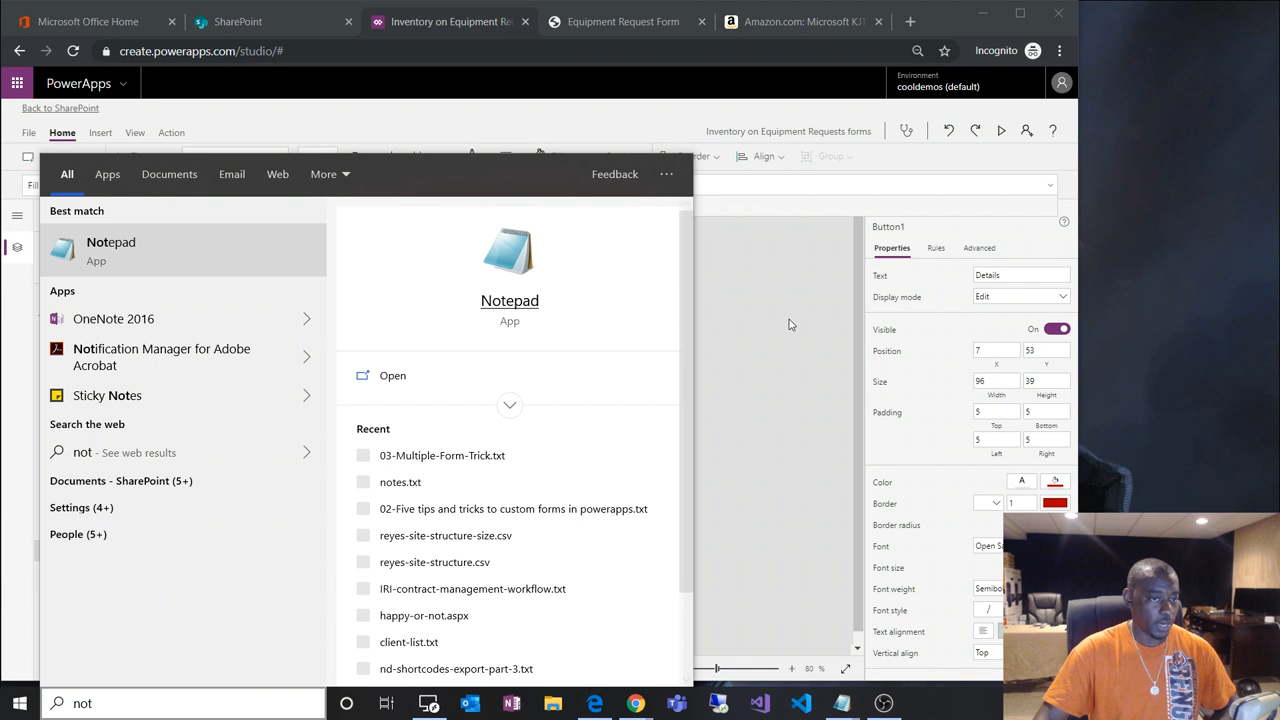 Microsoft Office Home
SharePoint
Inventory on Equipment Re
Equipment Request Form
Amazon.com: Microsoft KJT
create.powerapps.com/studio/#
Incognito
PowerApps
Environment
cooldemos (default)
Back to SharePoint
File Home Insert View Action
Inventory on Equipment Requests forms
Align
Group
All Apps Documents Email Web More
Feedback
Fill
Best match
Notepad
App
Apps
OneNote 2016
Notification Manager for Adobe
Acrobat
Sticky Notes
Search the web
not - See web results
Documents - SharePoint (5+)
Settings (4+)
People (5+)
not
Notepad
App
Open
Recent
03-Multiple-Form-Trick.txt
notes.txt
02-Five tips and tricks to custom forms in powerapps.txt
reyes-site-structure-size.csv
reyes-site-structure.csv
IRI-contract-management-workflow.txt
happy-or-not.aspx
client-list.txt
nd-shortcodes-export-part-3.txt
80 %
Button1
Properties Rules Advanced
Text Details
Display mode Edit
Visible On
Position 7 53
X Y
Size 96 39
Width Height
Padding 5 5
Top Bottom
5 5
Left Right
Color A
Border 1
Border radius
Font Open Sa
Font size
Font weight Semibo
Font style /
Text alignment
Vertical align Top